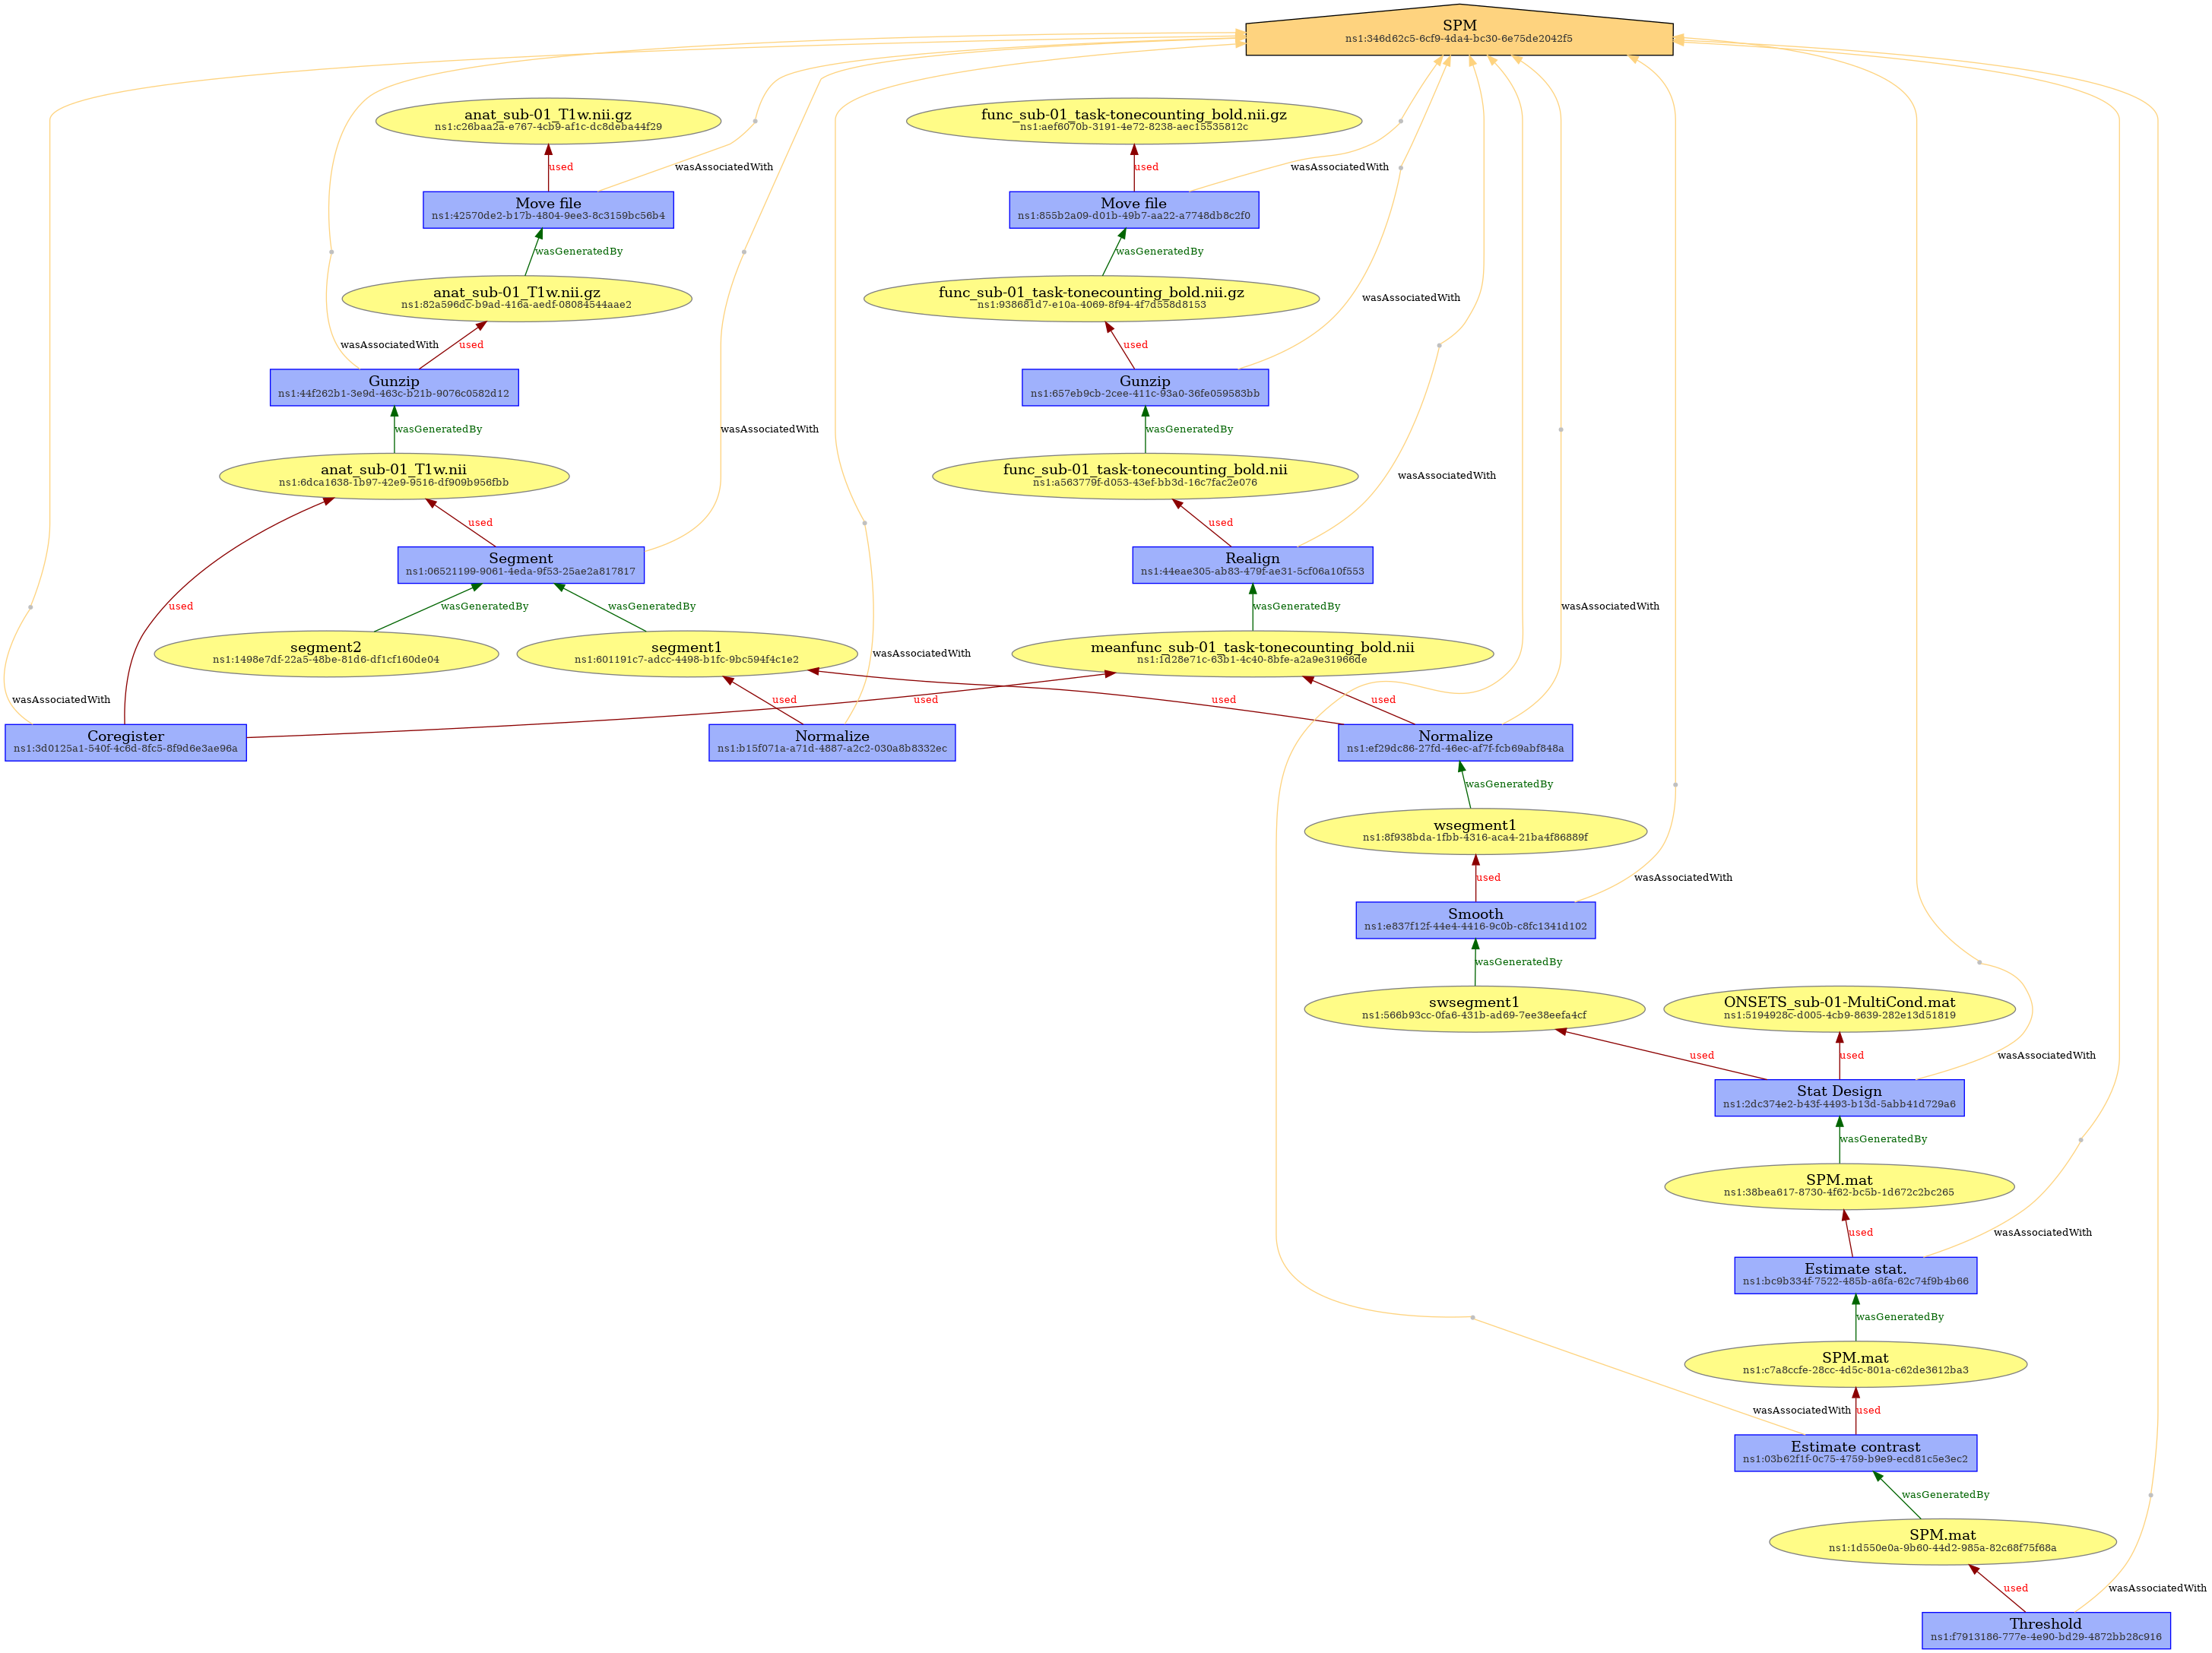 SPM
ns1:346d62c5-6cf9-4da4-bc30-6e75de2042f5
anat_sub-01_T1w.nii.gz
ns1:c26baa2a-e767-4cb9-af1c-dc8deba44f29
func_sub-01_task-tonecounting_bold.nii.gz
ns1:aef6070b-3191-4e72-8238-aec15535812c
used
wasAssociatedWith
used
wasAssociatedWith
Move file
ns1:42570de2-b17b-4804-9ee3-8c3159bc56b4
Move file
ns1:855b2a09-d01b-49b7-aa22-a7748db8c2f0
wasGeneratedBy
wasGeneratedBy
anat_sub-01_T1w.nii.gz
ns1:82a596dc-b9ad-416a-aedf-08084544aae2
func_sub-01_task-tonecounting_bold.nii.gz
ns1:938681d7-e10a-4069-8f94-4f7d558d8153
wasAssociatedWith
wasAssociatedWith
used
used
Gunzip
ns1:44f262b1-3e9d-463c-b21b-9076c0582d12
Gunzip
ns1:657eb9cb-2cee-411c-93a0-36fe059583bb
wasGeneratedBy
wasAssociatedWith
wasGeneratedBy
anat_sub-01_T1w.nii
ns1:6dca1638-1b97-42e9-9516-df909b956fbb
func_sub-01_task-tonecounting_bold.nii
ns1:a563779f-d053-43ef-bb3d-16c7fac2e076
wasAssociatedWith
used
used
Segment
ns1:06521199-9061-4eda-9f53-25ae2a817817
Realign
ns1:44eae305-ab83-479f-ae31-5cf06a10f553
used
wasGeneratedBy
wasGeneratedBy
wasGeneratedBy
wasAssociatedWith
segment2
ns1:1498e7df-22a5-48be-81d6-df1cf160de04
segment1
ns1:601191c7-adcc-4498-b1fc-9bc594f4c1e2
meanfunc_sub-01_task-tonecounting_bold.nii
ns1:1d28e71c-63b1-4c40-8bfe-a2a9e31966de
wasAssociatedWith
wasAssociatedWith
used
used
used
used
Coregister
ns1:3d0125a1-540f-4c6d-8fc5-8f9d6e3ae96a
Normalize
ns1:b15f071a-a71d-4887-a2c2-030a8b8332ec
Normalize
ns1:ef29dc86-27fd-46ec-af7f-fcb69abf848a
wasGeneratedBy
wsegment1
ns1:8f938bda-1fbb-4316-aca4-21ba4f86889f
used
wasAssociatedWith
Smooth
ns1:e837f12f-44e4-4416-9c0b-c8fc1341d102
wasGeneratedBy
swsegment1
ns1:566b93cc-0fa6-431b-ad69-7ee38eefa4cf
ONSETS_sub-01-MultiCond.mat
ns1:5194928c-d005-4cb9-8639-282e13d51819
used
used
wasAssociatedWith
Stat Design
ns1:2dc374e2-b43f-4493-b13d-5abb41d729a6
wasGeneratedBy
SPM.mat
ns1:38bea617-8730-4f62-bc5b-1d672c2bc265
used
wasAssociatedWith
Estimate stat.
ns1:bc9b334f-7522-485b-a6fa-62c74f9b4b66
wasGeneratedBy
SPM.mat
ns1:c7a8ccfe-28cc-4d5c-801a-c62de3612ba3
wasAssociatedWith
used
Estimate contrast
ns1:03b62f1f-0c75-4759-b9e9-ecd81c5e3ec2
wasGeneratedBy
SPM.mat
ns1:1d550e0a-9b60-44d2-985a-82c68f75f68a
used
wasAssociatedWith
Threshold
ns1:f7913186-777e-4e90-bd29-4872bb28c916